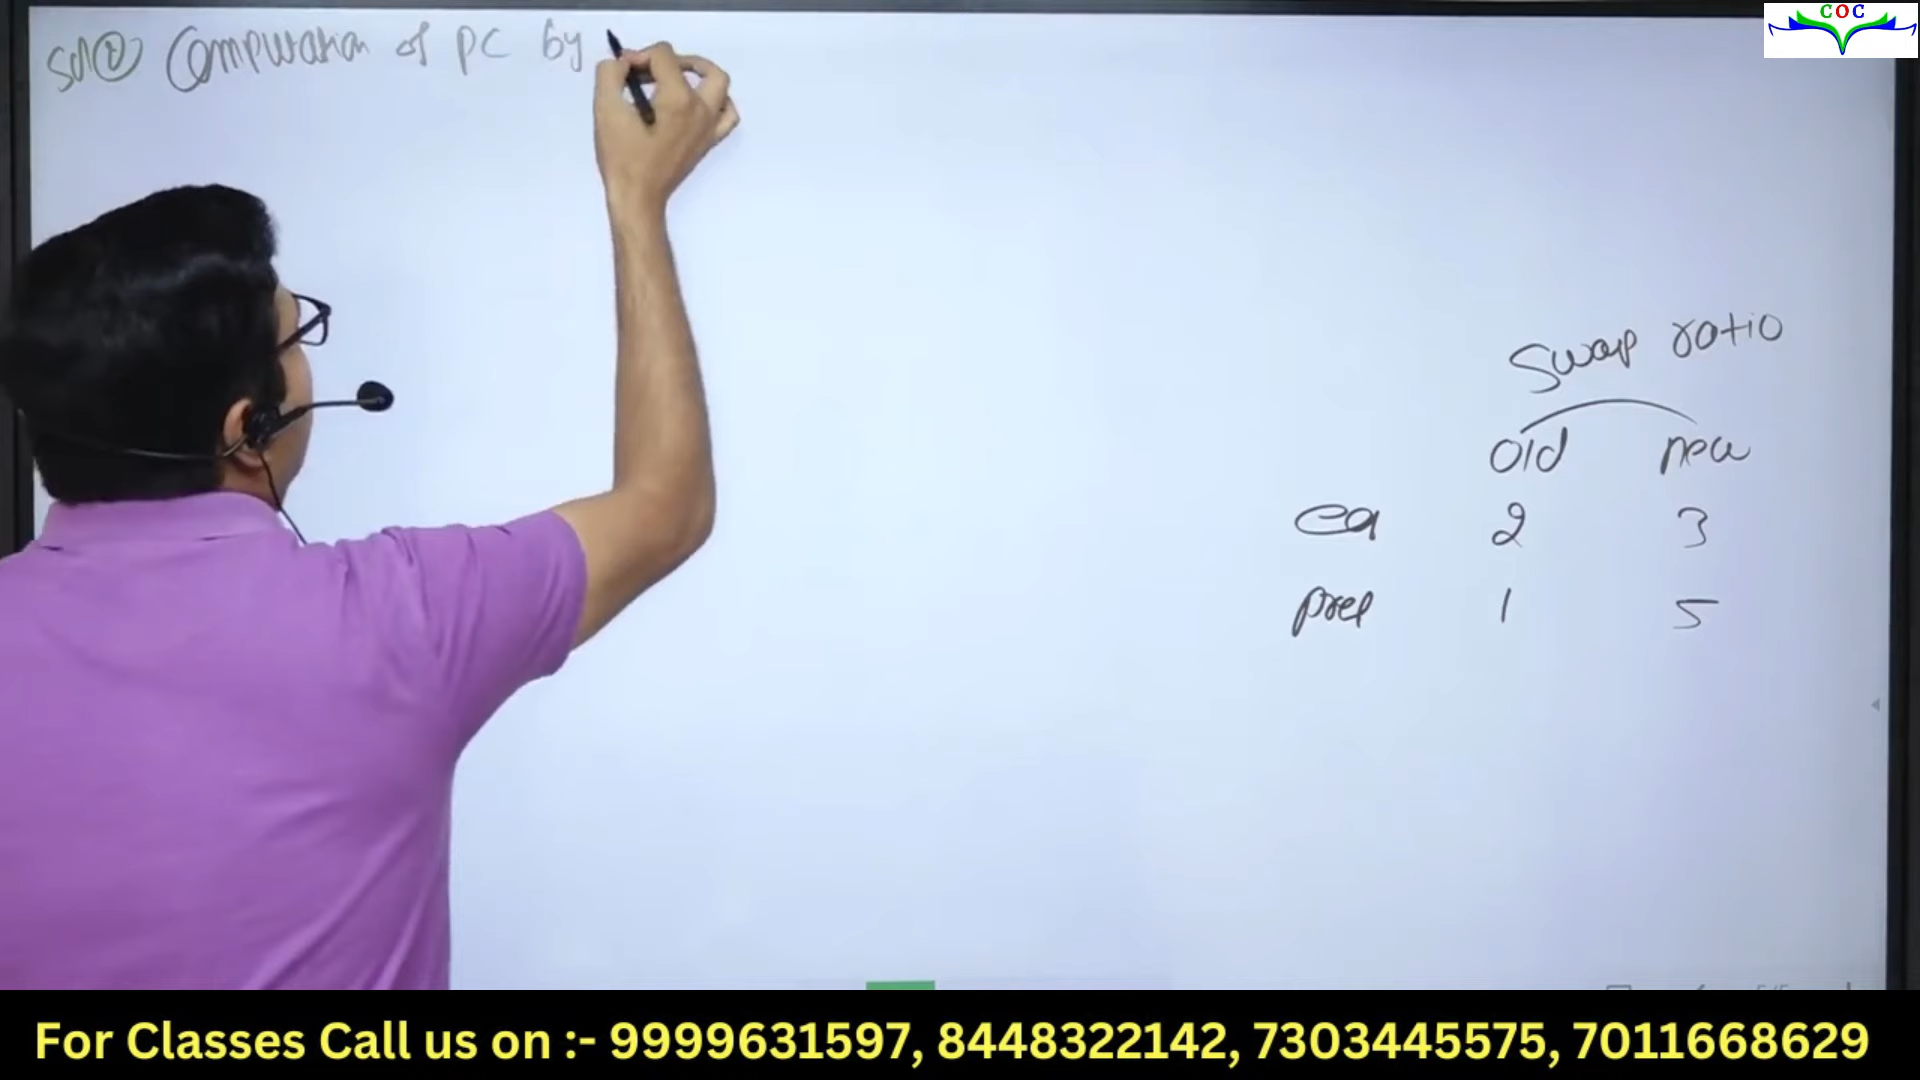 Sol② Computation of PC by
COC
Swap ratio
old new
eq 2 3
pref 1 5
For Classes Call us on :- 9999631597, 8448322142, 7303445575, 7011668629